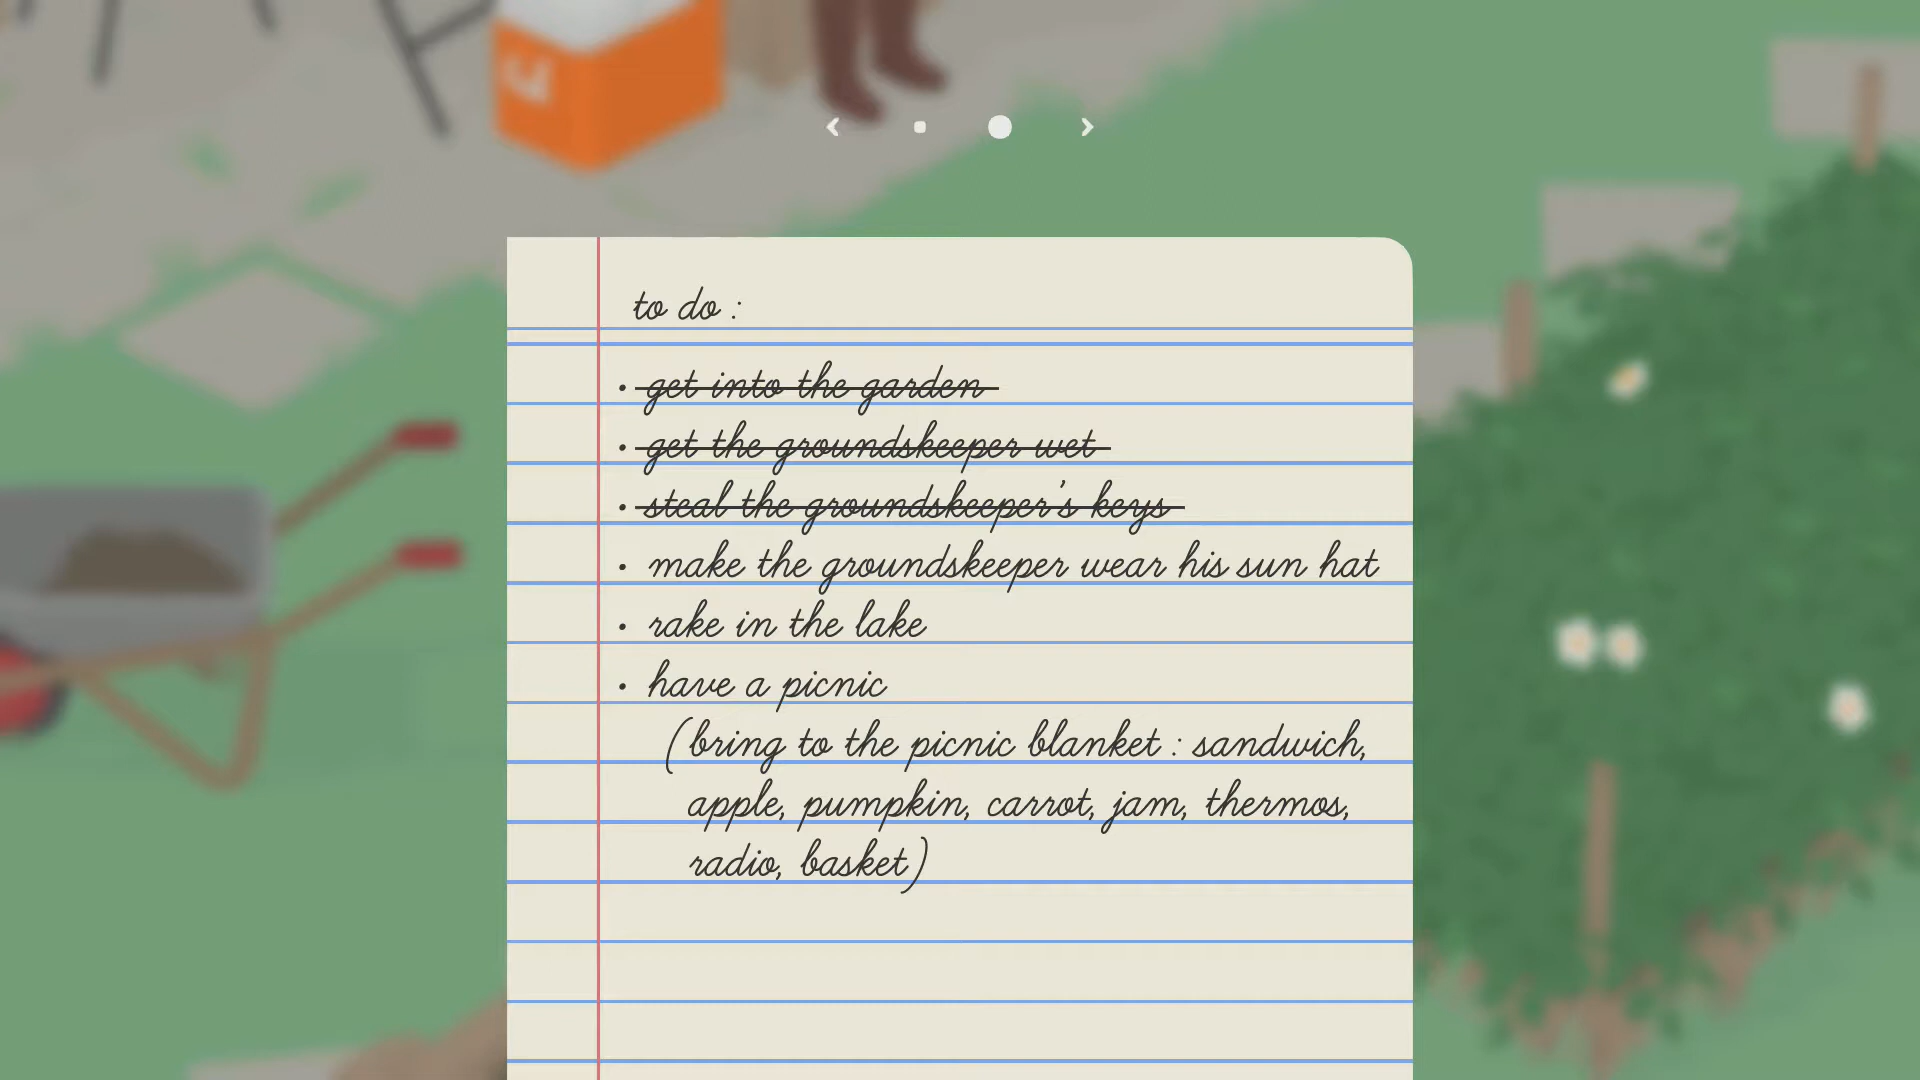 to do :
• get into the garden
• get the groundskeeper wet
• steal the groundskeeper's keys
• make the groundskeeper wear his sun hat
• rake in the lake
• have a picnic
(bring to the picnic blanket : sandwich,
apple, pumpkin, carrot, jam, thermos,
radio, basket)